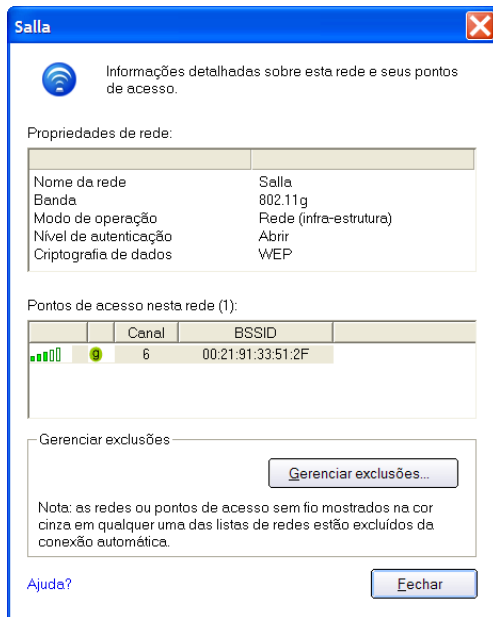 Salla
Informações detalhadas sobre esta rede e seus pontos
de acesso.
Propriedades de rede:
Nome da rede Salla
Banda 802.11g
Modo de operação Rede (infra-estrutura)
Nível de autenticação Abrir
Criptografia de dados WEP
Pontos de acesso nesta rede (1):
Canal BSSID
g 6 00:21:91:33:51:2F
Gerenciar exclusões
Gerenciar exclusões...
Nota: as redes ou pontos de acesso sem fio mostrados na cor
cinza em qualquer uma das listas de redes estão excluídos da
conexão automática.
Ajuda?
Fechar